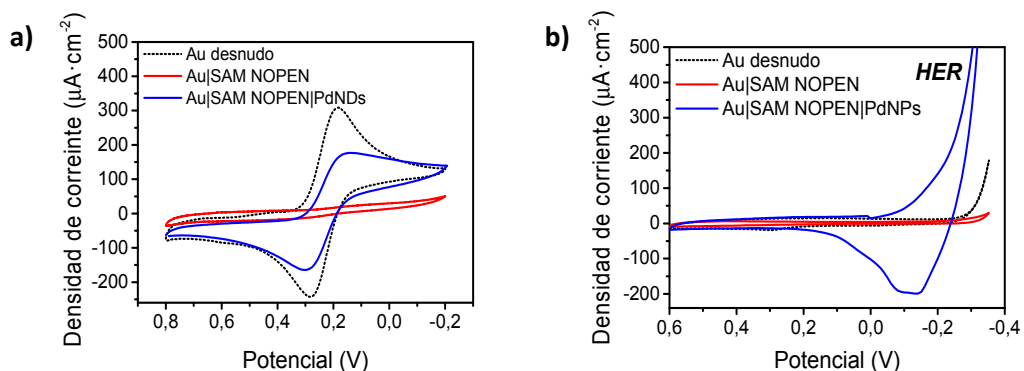 a)
Densidad de correinte (µA·cm-2)
500
400
300
200
100
0
-100
-200
Au desnudo
Au|SAM NOPEN
Au|SAM NOPEN|PdNDs
0,8 0,6 0,4 0,2 0,0 -0,2
Potencial (V)
b)
Densidad de corriente (µA·cm-2)
500
400
300
200
100
0
-100
-200
Au desnudo
Au|SAM NOPEN
Au|SAM NOPEN|PdNPs
HER
0,6 0,4 0,2 0,0 -0,2 -0,4
Potencial (V)